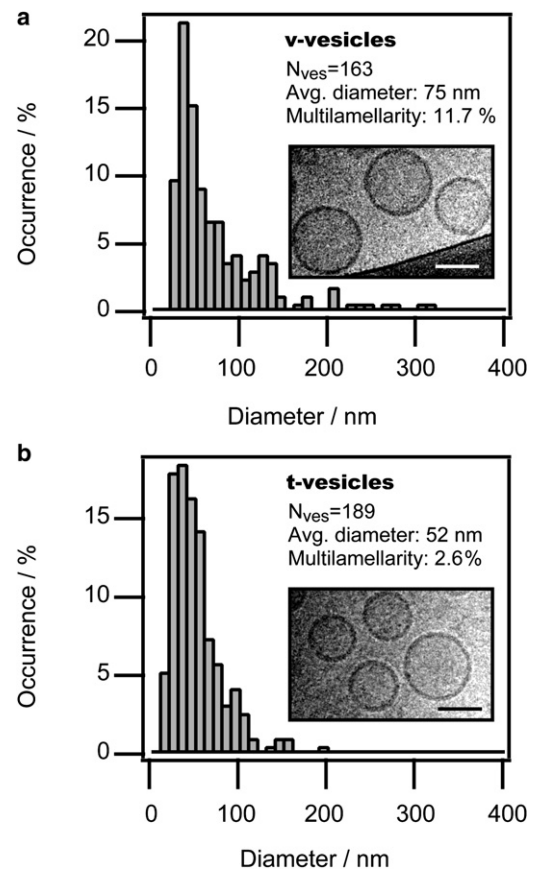 a
v-vesicles
N_ves=163
Avg. diameter: 75 nm
Multilamellarity: 11.7 %
Occurrence / %
20
15
10
5
0
0 100 200 300 400
Diameter / nm
b
t-vesicles
N_ves=189
Avg. diameter: 52 nm
Multilamellarity: 2.6%
Occurrence / %
15
10
5
0
0 100 200 300 400
Diameter / nm